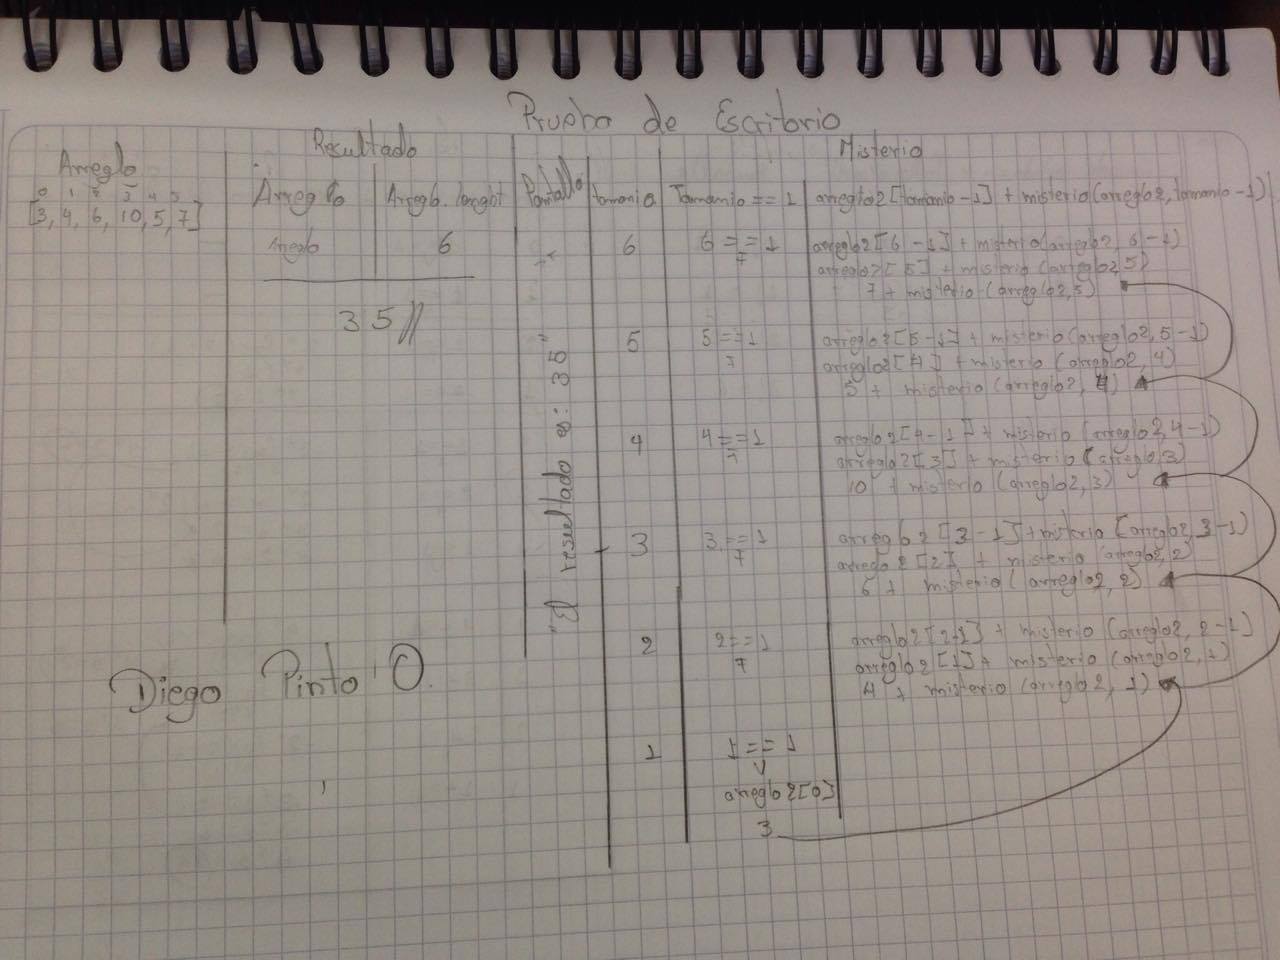 Prueba de Escritorio
Arreglo
0 1 2 3 4 5
[3, 4, 6, 10, 5, 7]
Resultado
Arreglo
Arreglo.lenght
Arreglo
6
35//
Pantalla
"El resultado es: 35"
Misterio
tamanio
Tamanio == 1
arreglo2[tamanio-1] + misterio(arreglo2, tamanio-1)
6
6 == 1
7
arreglo2[6-1] + misterio(arreglo2, 6-1)
arreglo2[5] + misterio(arreglo2,5)
7 + misterio(arreglo2,5)
5
5 == 1
7
arreglo2[5-1] + misterio(arreglo2, 5-1)
arreglo2[4] + misterio(arreglo2, 4)
5 + misterio(arreglo2, 4)
4
4 == 1
7
arreglo2[4-1] + misterio(arreglo2, 4-1)
arreglo2[3] + misterio(arreglo,3)
10 + misterio(arreglo2, 3)
3
3 == 1
7
arreglo2[3-1] + misterio(arreglo2, 3-1)
arreglo2[2] + misterio(arreglo2, 2)
6 + misterio(arreglo2, 2)
2
2 == 1
7
arreglo2[2-1] + misterio(arreglo2, 2-1)
arreglo2[1] + misterio(arreglo2, 1)
4 + misterio(arreglo2, 1)
1
1 == 1
V
arreglo2[0]
3
Diego Pinto O.